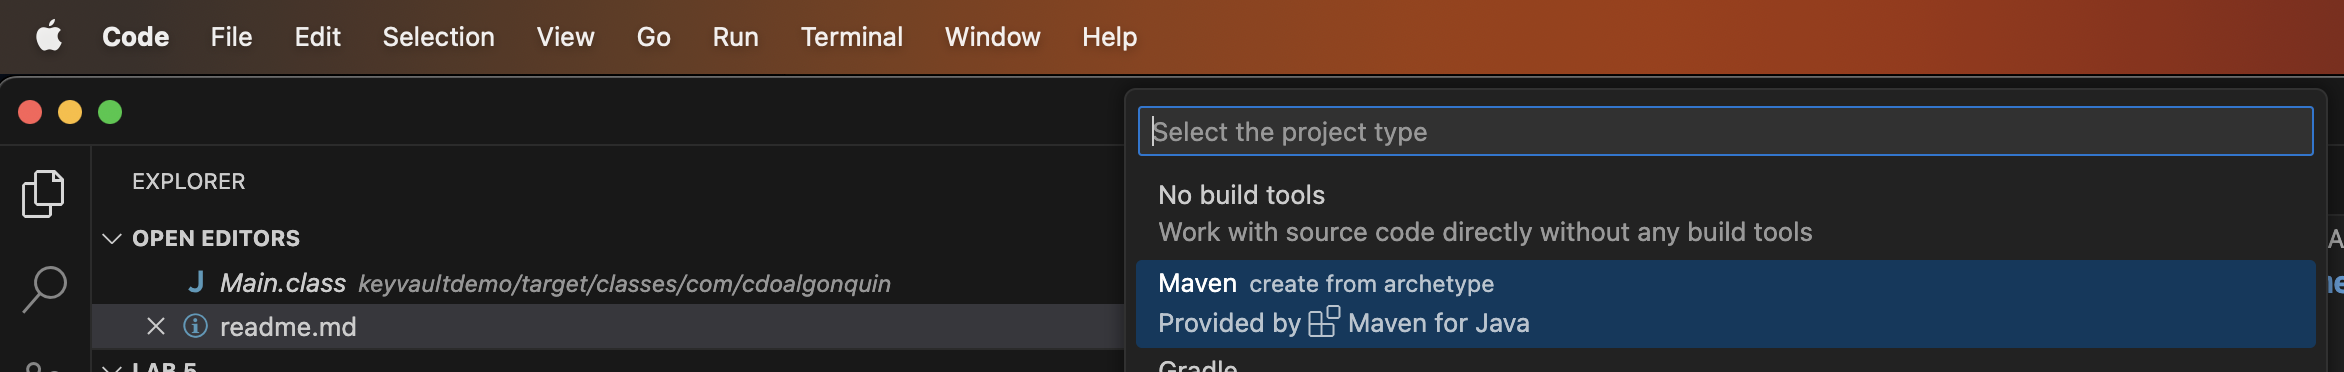 Code File Edit Selection View Go Run Terminal Window Help
Select the project type
EXPLORER
No build tools
Work with source code directly without any build tools
OPEN EDITORS
J Main.class keyvaultdemo/target/classes/com/cdoalgonquin
readme.md
Maven create from archetype
Provided by Maven for Java
LAB 5
Gradle